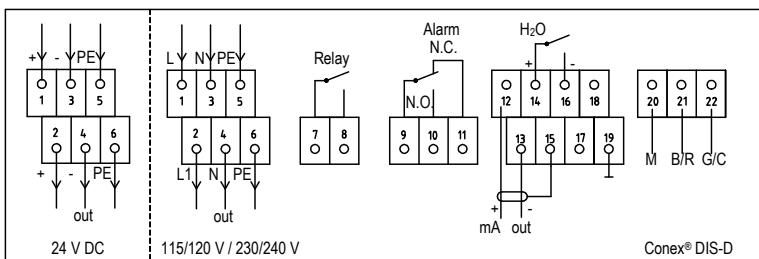 Alarm
H2O
+ - PE L N PE Relay N.C. + -
1 3 5 1 3 5 N.O. 12 14 16 18 20 21 22
2 4 6 2 4 6 7 8 9 10 11 13 15 17 19
M B/R G/C
+ - PE L1 N PE + -
out out mA out
24 V DC 115/120 V / 230/240 V Conex® DIS-D